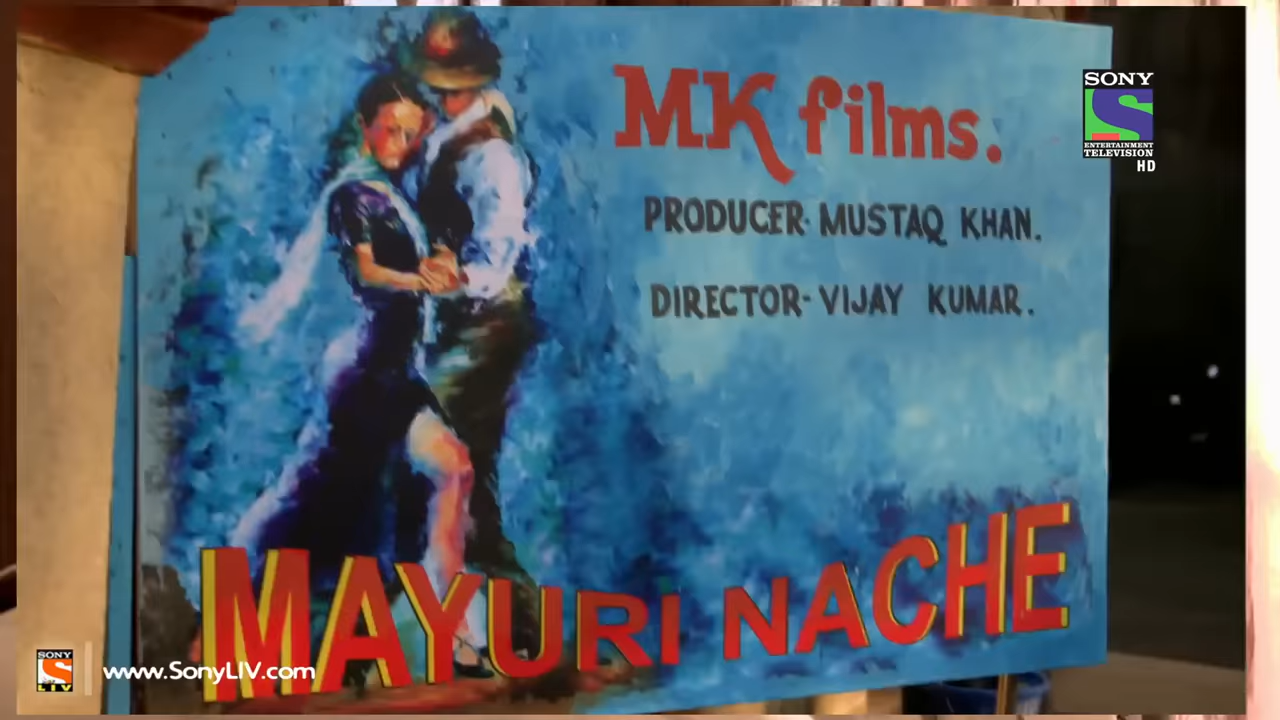 MK films.
SONY
ENTERTAINMENT
TELEVISION
HD
PRODUCER- MUSTAQ KHAN.
DIRECTOR- VIJAY KUMAR.
MAYURI NACHE
SONY
LIV
www.SonyLIV.com